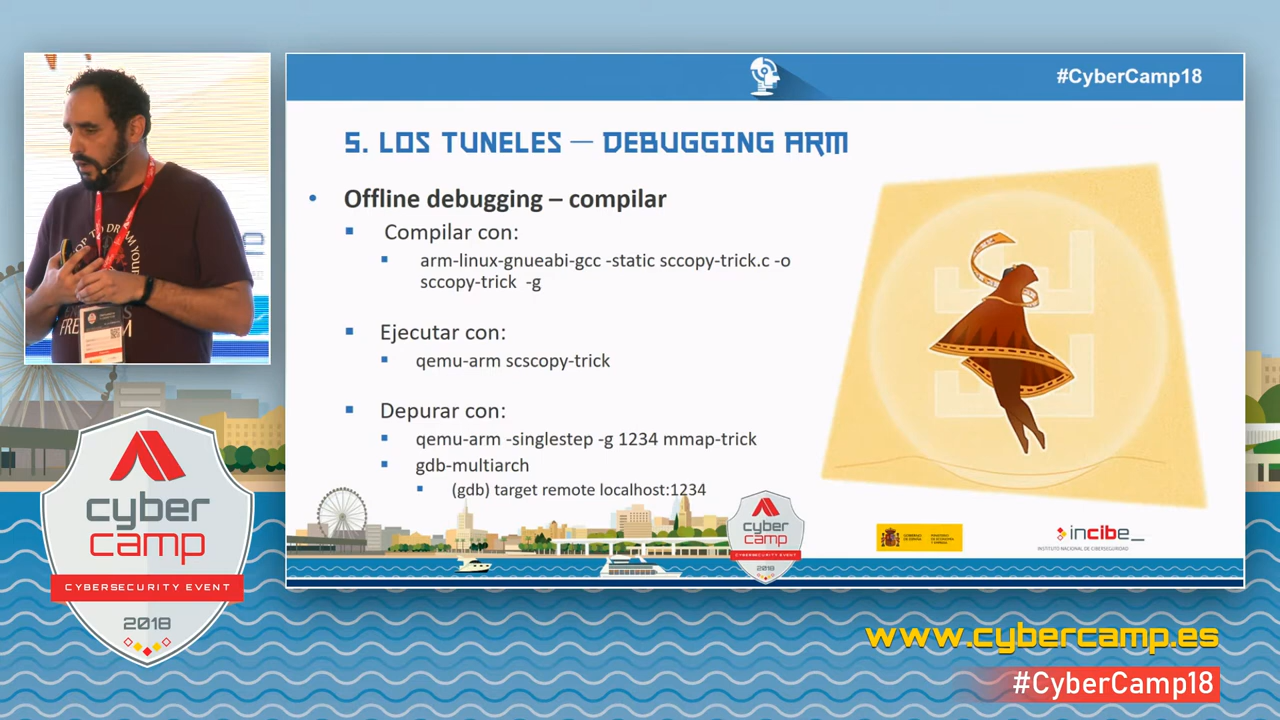 #CyberCamp18
5. LOS TUNELES — DEBUGGING ARM
• Offline debugging – compilar
Compilar con:
arm-linux-gnueabi-gcc -static sccopy-trick.c -o
sccopy-trick -g
Ejecutar con:
qemu-arm scscopy-trick
Depurar con:
qemu-arm -singlestep -g 1234 mmap-trick
gdb-multiarch
(gdb) target remote localhost:1234
cyber
camp
CYBERSECURITY EVENT
2018
incibe_
INSTITUTO NACIONAL DE CIBERSEGURIDAD
cyber
camp
CYBERSECURITY EVENT
2018
www.cybercamp.es
#CyberCamp18